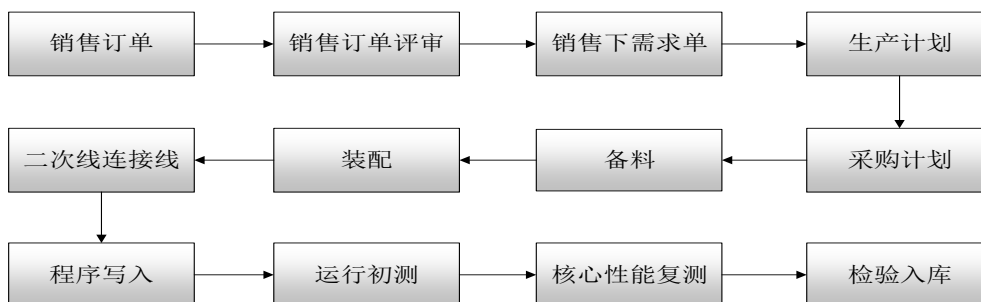 销售订单
销售订单评审
销售下需求单
生产计划
采购计划
备料
装配
二次线连接线
程序写入
运行初测
核心性能复测
检验入库